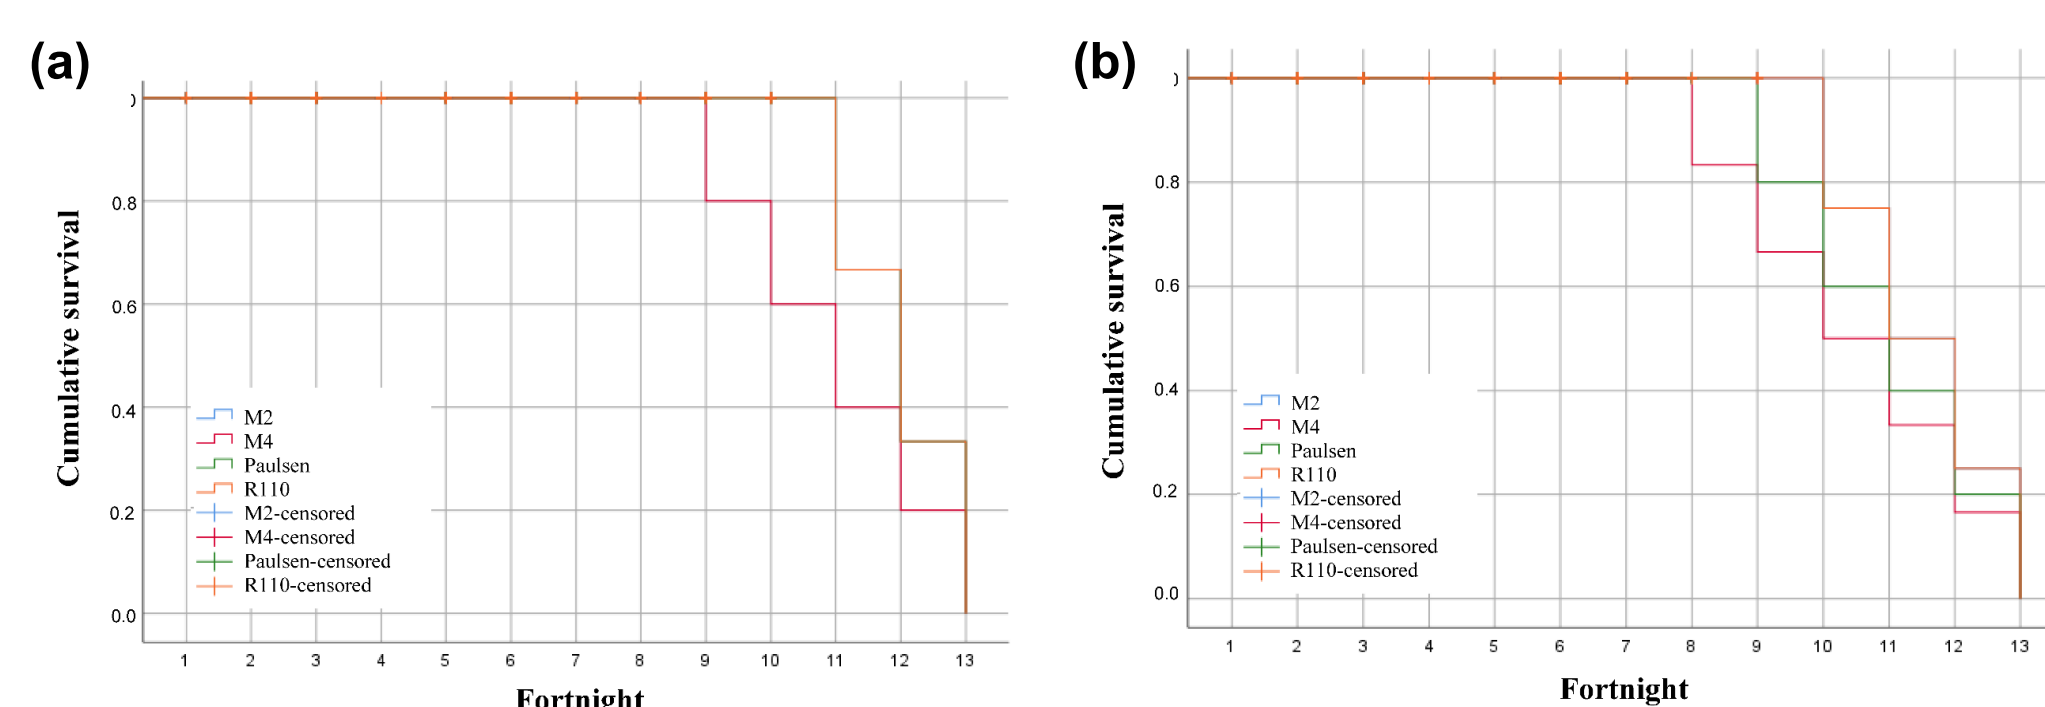 (a)
Cumulative survival
0.8
0.6
0.4
0.2
0.0
M2
M4
Paulsen
R110
M2-censored
M4-censored
Paulsen-censored
R110-censored
1 2 3 4 5 6 7 8 9 10 11 12 13
Fortnight
(b)
Cumulative survival
0.8
0.6
0.4
0.2
0.0
M2
M4
Paulsen
R110
M2-censored
M4-censored
Paulsen-censored
R110-censored
1 2 3 4 5 6 7 8 9 10 11 12 13
Fortnight